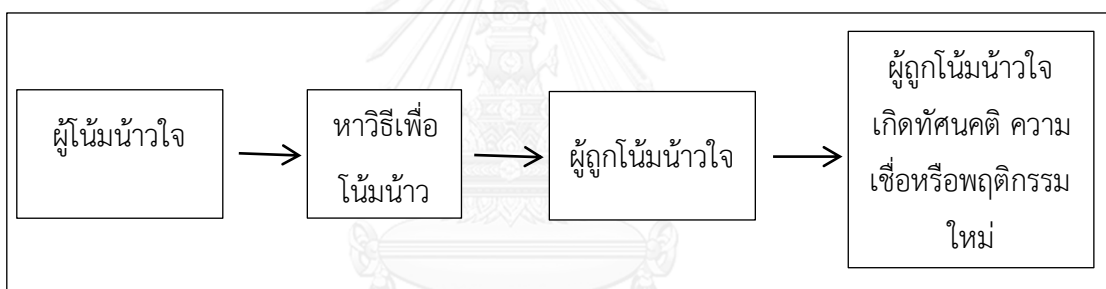 ผู้โน้มน้าวใจ
หาวิธีเพื่อ
โน้มน้าว
ผู้ถูกโน้มน้าวใจ
ผู้ถูกโน้มน้าวใจ
เกิดทัศนคติ ความ
เชื่อหรือพฤติกรรม
ใหม่